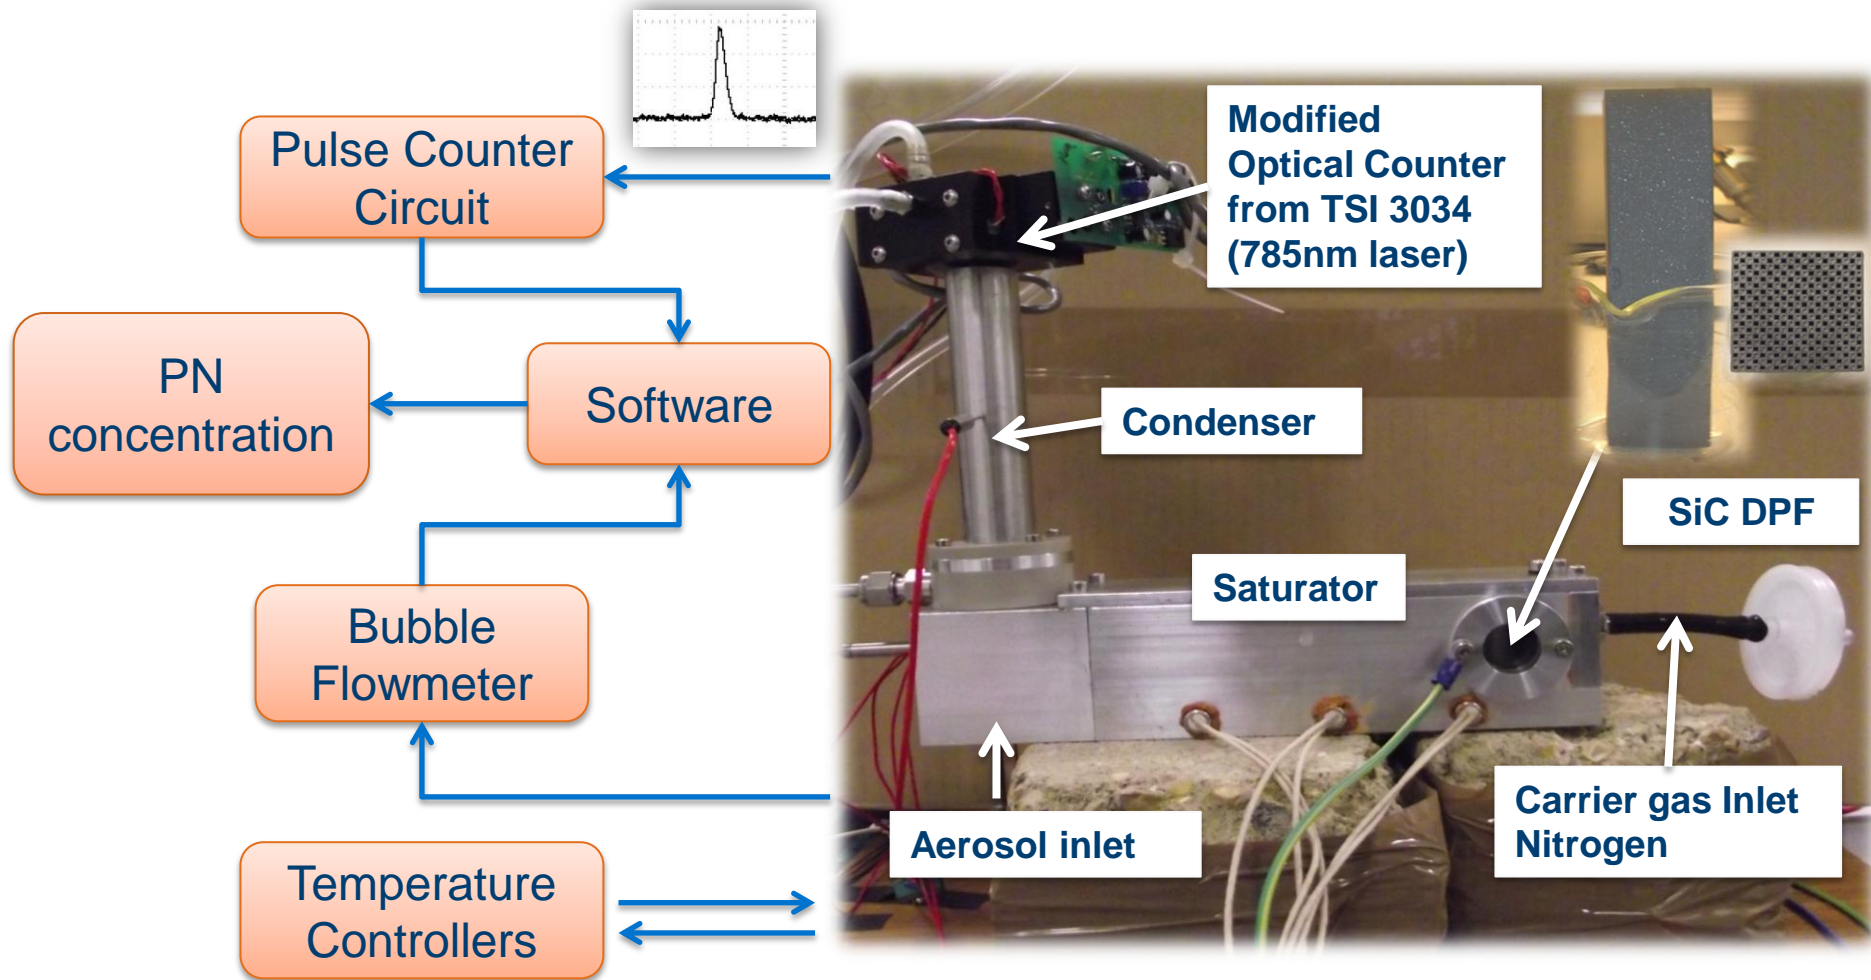 Pulse Counter
Circuit
PN
concentration
Software
Bubble
Flowmeter
Temperature
Controllers
Modified
Optical Counter
from TSI 3034
(785nm laser)
Condenser
SiC DPF
Saturator
Aerosol inlet
Carrier gas Inlet
Nitrogen